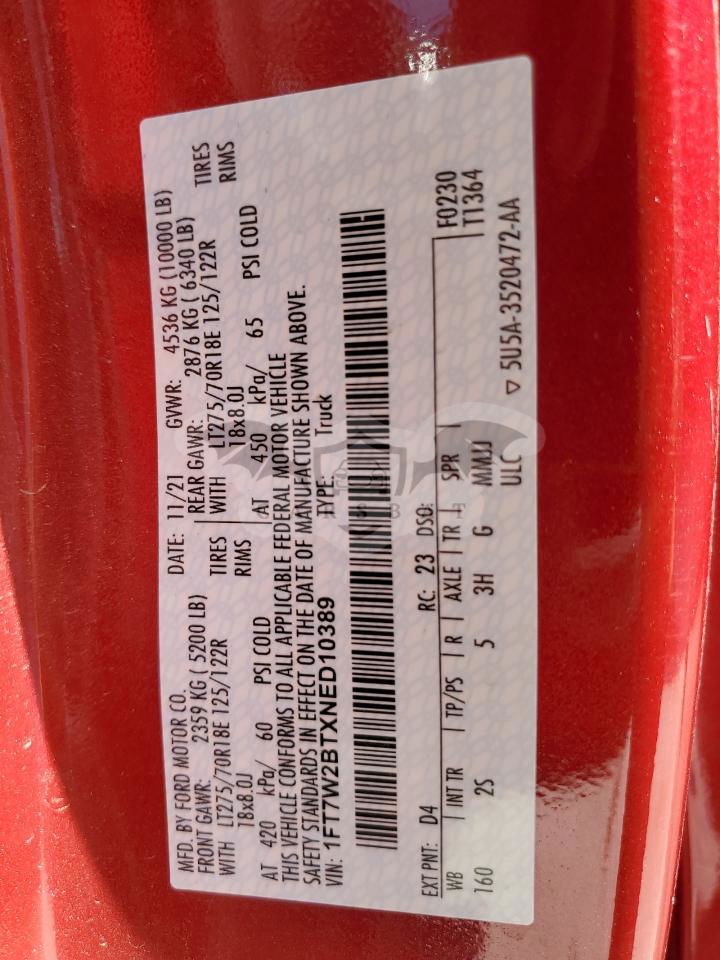 MFD. BY FORD MOTOR CO. DATE: 11/21 GVWR: 4536 KG (10000 LB)
FRONT GAWR: 2359 KG ( 5200 LB) REAR GAWR: 2876 KG ( 6340 LB)
WITH LT275/70R18E 125/122R TIRES WITH LT275/70R18E 125/122R TIRES
18x8.0J RIMS 18x8.0J RIMS
AT 420 kPa/ 60 PSI COLD AT 450 kPa/ 65 PSI COLD
THIS VEHICLE CONFORMS TO ALL APPLICABLE FEDERAL MOTOR VEHICLE
SAFETY STANDARDS IN EFFECT ON THE DATE OF MANUFACTURE SHOWN ABOVE.
VIN: 1FT7W2BTXNED10389 TYPE: Truck
EXT PNT: D4 RC: 23 DSO: F0230
WB INT TR TP/PS R AXLE TR SPR T1364
160 2S 5 3H G MMJJ
ULC ▽ 5U5A-3520472-AA